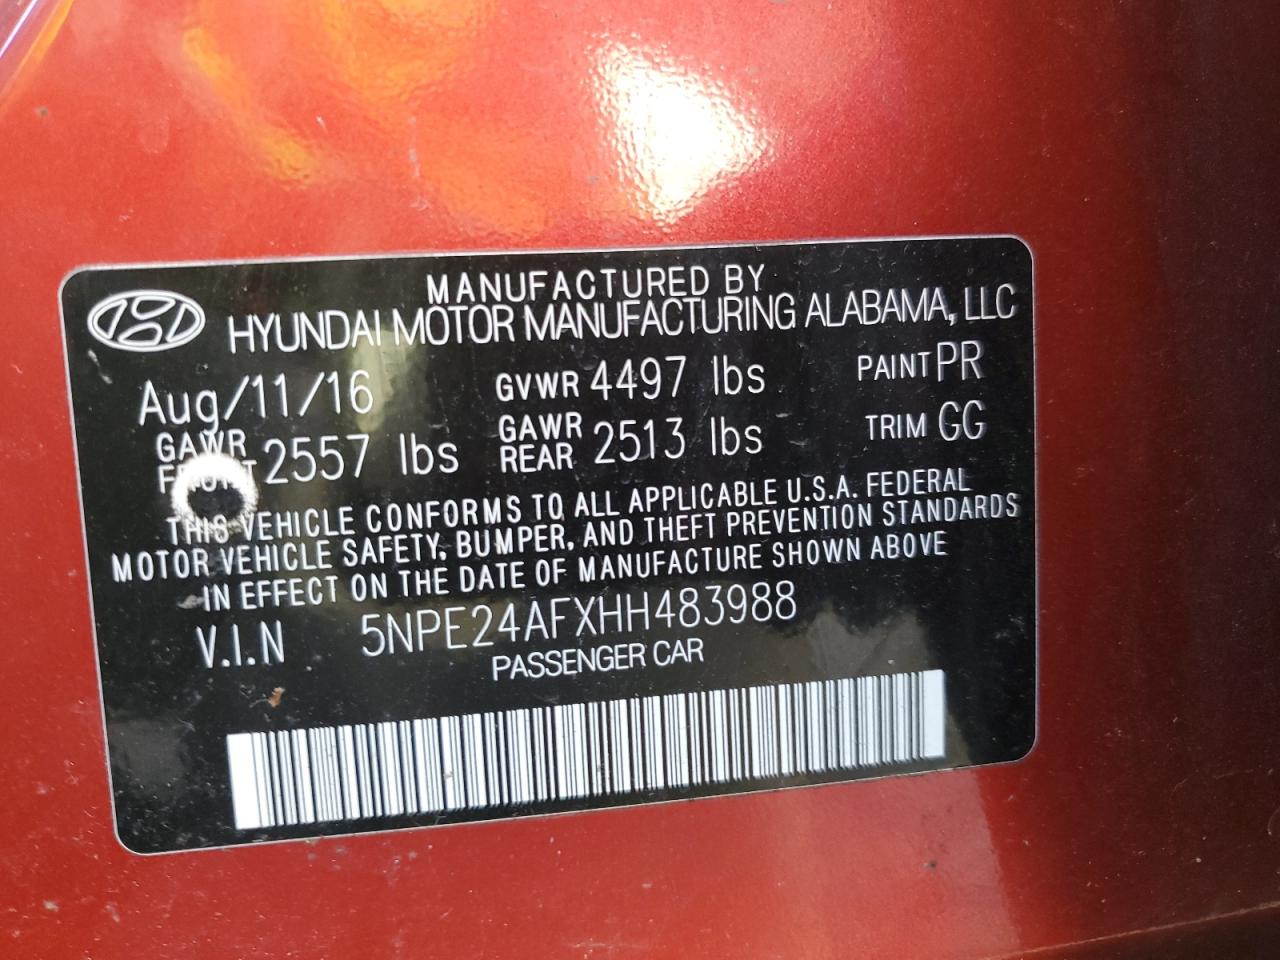 MANUFACTURED BY
HYUNDAI MOTOR MANUFACTURING ALABAMA, LLC
Aug/11/16 GVWR 4497 lbs PAINT PR
GAWR FRONT 2557 lbs GAWR REAR 2513 lbs TRIM GG
THIS VEHICLE CONFORMS TO ALL APPLICABLE U.S.A. FEDERAL
MOTOR VEHICLE SAFETY, BUMPER, AND THEFT PREVENTION STANDARDS
IN EFFECT ON THE DATE OF MANUFACTURE SHOWN ABOVE
V.I.N 5NPE24AFXHH483988
PASSENGER CAR